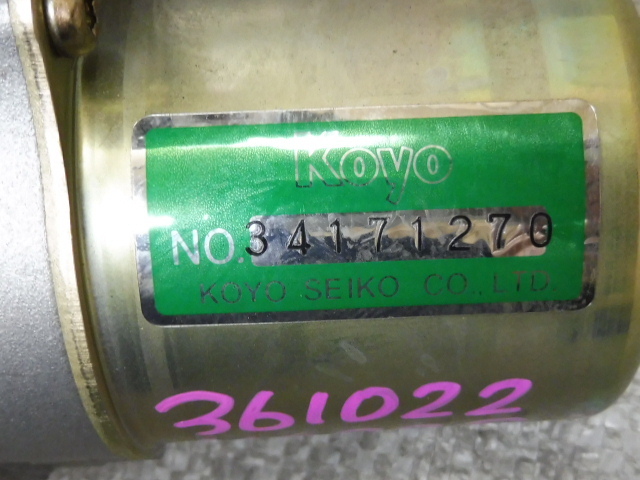 Koyo
NO. 34171270
KOYO SEIKO CO., LTD.
361022